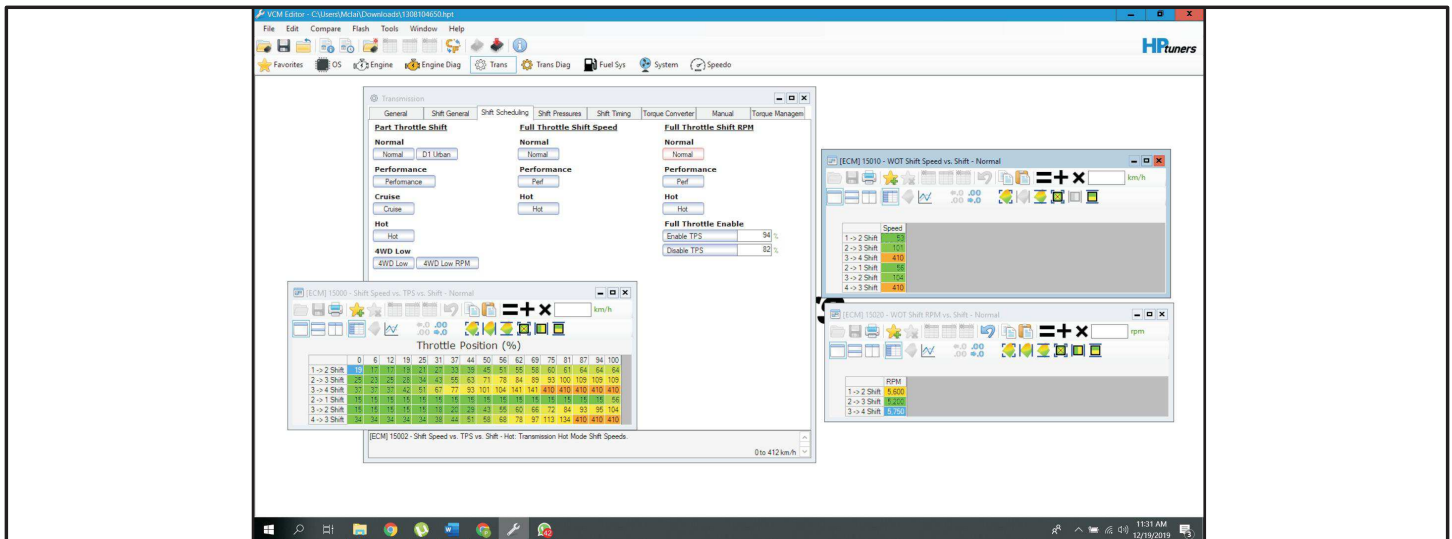 VCM Editor - C:\Users\Mclai\Downloads\1308104650.hpt
File Edit Compare Flash Tools Window Help
HPtuners
Favorites OS Engine Engine Diag Trans Trans Diag Fuel Sys System Speedo
Transmission
General Shift General Shift Scheduling Shift Pressures Shift Timing Torque Converter Manual Torque Managem
Part Throttle Shift Full Throttle Shift Speed Full Throttle Shift RPM
Normal Normal Normal
Normal D1 Urban Normal Normal
Performance Performance Performance
Performance Perf Perf
Cruise Hot Hot
Cruise Hot Hot
Hot Full Throttle Enable
Hot Enable TPS 94 %
4WD Low Disable TPS 82 %
4WD Low 4WD Low RPM
[ECM] 15010 - WOT Shift Speed vs. Shift - Normal
km/h
Speed
1 -> 2 Shift 53
2 -> 3 Shift 101
3 -> 4 Shift 410
2 -> 1 Shift 56
3 -> 2 Shift 104
4 -> 3 Shift 410
[ECM] 15000 - Shift Speed vs. TPS vs. Shift - Normal
km/h
Throttle Position (%)
0 6 12 19 25 31 37 44 50 56 62 69 75 81 87 94 100
1 -> 2 Shift 19 17 17 19 21 27 33 39 45 51 55 58 60 61 64 64 64
2 -> 3 Shift 25 23 25 28 34 43 55 63 71 78 84 89 93 100 109 109 109
3 -> 4 Shift 37 37 37 42 51 67 77 93 101 104 141 141 410 410 410 410 410
2 -> 1 Shift 15 15 15 15 15 15 15 15 15 15 15 15 15 15 15 15 56
3 -> 2 Shift 15 15 15 15 15 18 20 29 43 55 60 66 72 84 93 95 104
4 -> 3 Shift 34 34 34 34 34 38 44 51 58 68 78 97 113 134 410 410 410
[ECM] 15020 - WOT Shift RPM vs. Shift - Normal
rpm
RPM
1 -> 2 Shift 5,600
2 -> 3 Shift 5,200
3 -> 4 Shift 5,750
[ECM] 15002 - Shift Speed vs. TPS vs. Shift - Hot: Transmission Hot Mode Shift Speeds.
0 to 412 km/h
11:31 AM
12/19/2019